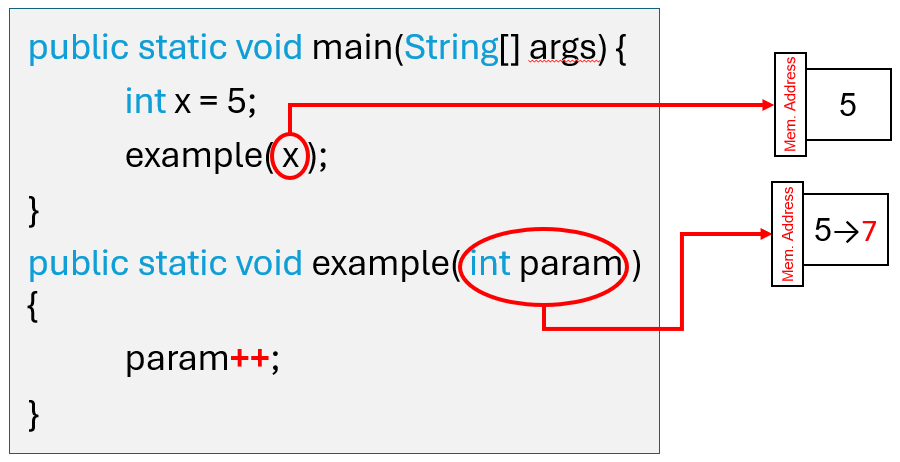 public static void main(String[] args) {
int x = 5;
example( x );
}
public static void example( int param )
{
param++;
}
Mem. Address
5
Mem. Address
5→7